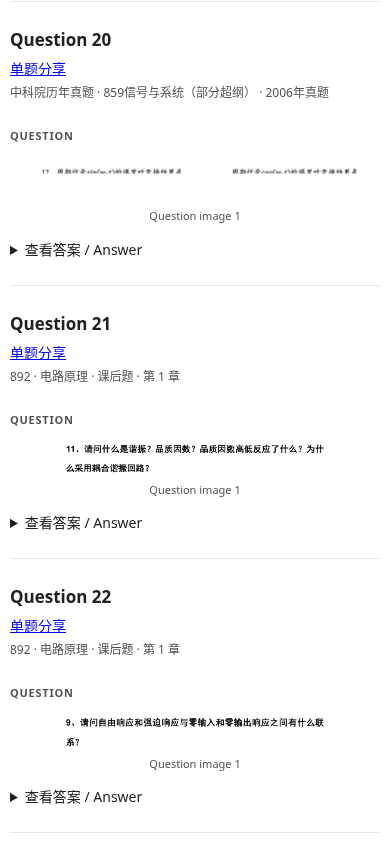 Question 20
单题分享
中科院历年真题 · 859信号与系统（部分超纲） · 2006年真题
QUESTION
Question image 1
▶ 查看答案 / Answer
Question 21
单题分享
892 · 电路原理 · 课后题 · 第 1 章
QUESTION
11、请问什么是谐振？品质因数？品质因数高低反应了什么？为什
么采用耦合谐振回路？
Question image 1
▶ 查看答案 / Answer
Question 22
单题分享
892 · 电路原理 · 课后题 · 第 1 章
QUESTION
9、请问自由响应和强迫响应与零输入和零输出响应之间有什么联
系？
Question image 1
▶ 查看答案 / Answer